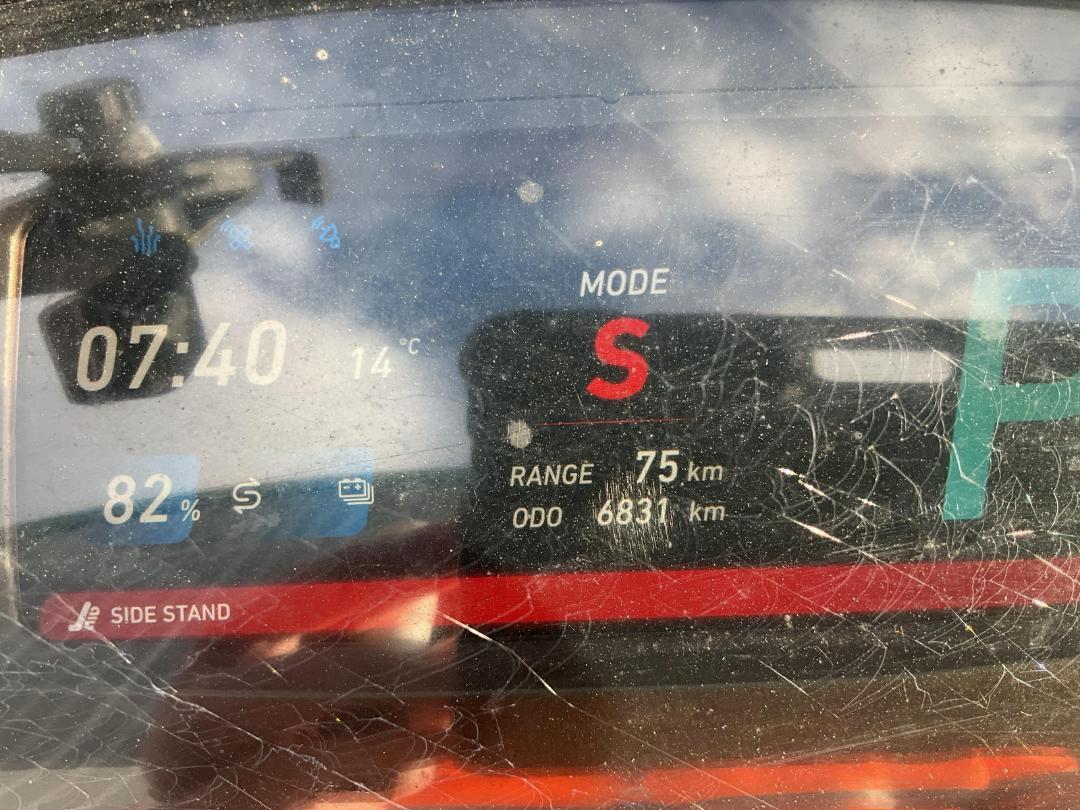 07:40 14°C
82%
MODE
S
RANGE 75 km
ODO 6831 km
P
SIDE STAND